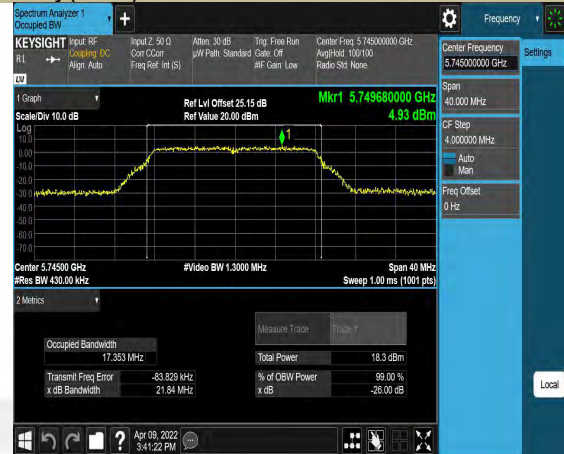 Spectrum Analyzer 1
Occupied BW
Frequency
KEYSIGHT
Input: RF
Coupling: DC
Align: Auto
RL
Input Z: 50 Ω
Corr CCorr
Freq Ref: Int (S)
Atten: 30 dB
µW Path: Standard
Trig: Free Run
Gate: Off
#IF Gain: Low
Center Freq: 5.745000000 GHz
Avg|Hold: 100/100
Radio Std: None
LXI
Center Frequency
5.745000000 GHz
Settings
Span
40.000 MHz
CF Step
4.000000 MHz
Auto
Man
Freq Offset
0 Hz
Local
1 Graph
Scale/Div 10.0 dB
Ref Lvl Offset 25.15 dB
Ref Value 20.00 dBm
Mkr1 5.749680000 GHz
4.93 dBm
Log
10.0
0.00
-10.0
-20.0
-30.0
-40.0
-50.0
-60.0
-70.0
1
Center 5.74500 GHz
#Res BW 430.00 kHz
#Video BW 1.3000 MHz
Span 40 MHz
Sweep 1.00 ms (1001 pts)
2 Metrics
Measure Trace
Trace 1
Occupied Bandwidth
17.353 MHz
Total Power
18.3 dBm
Transmit Freq Error
-83.829 kHz
% of OBW Power
99.00 %
x dB Bandwidth
21.84 MHz
x dB
-26.00 dB
Apr 09, 2022
3:41:22 PM